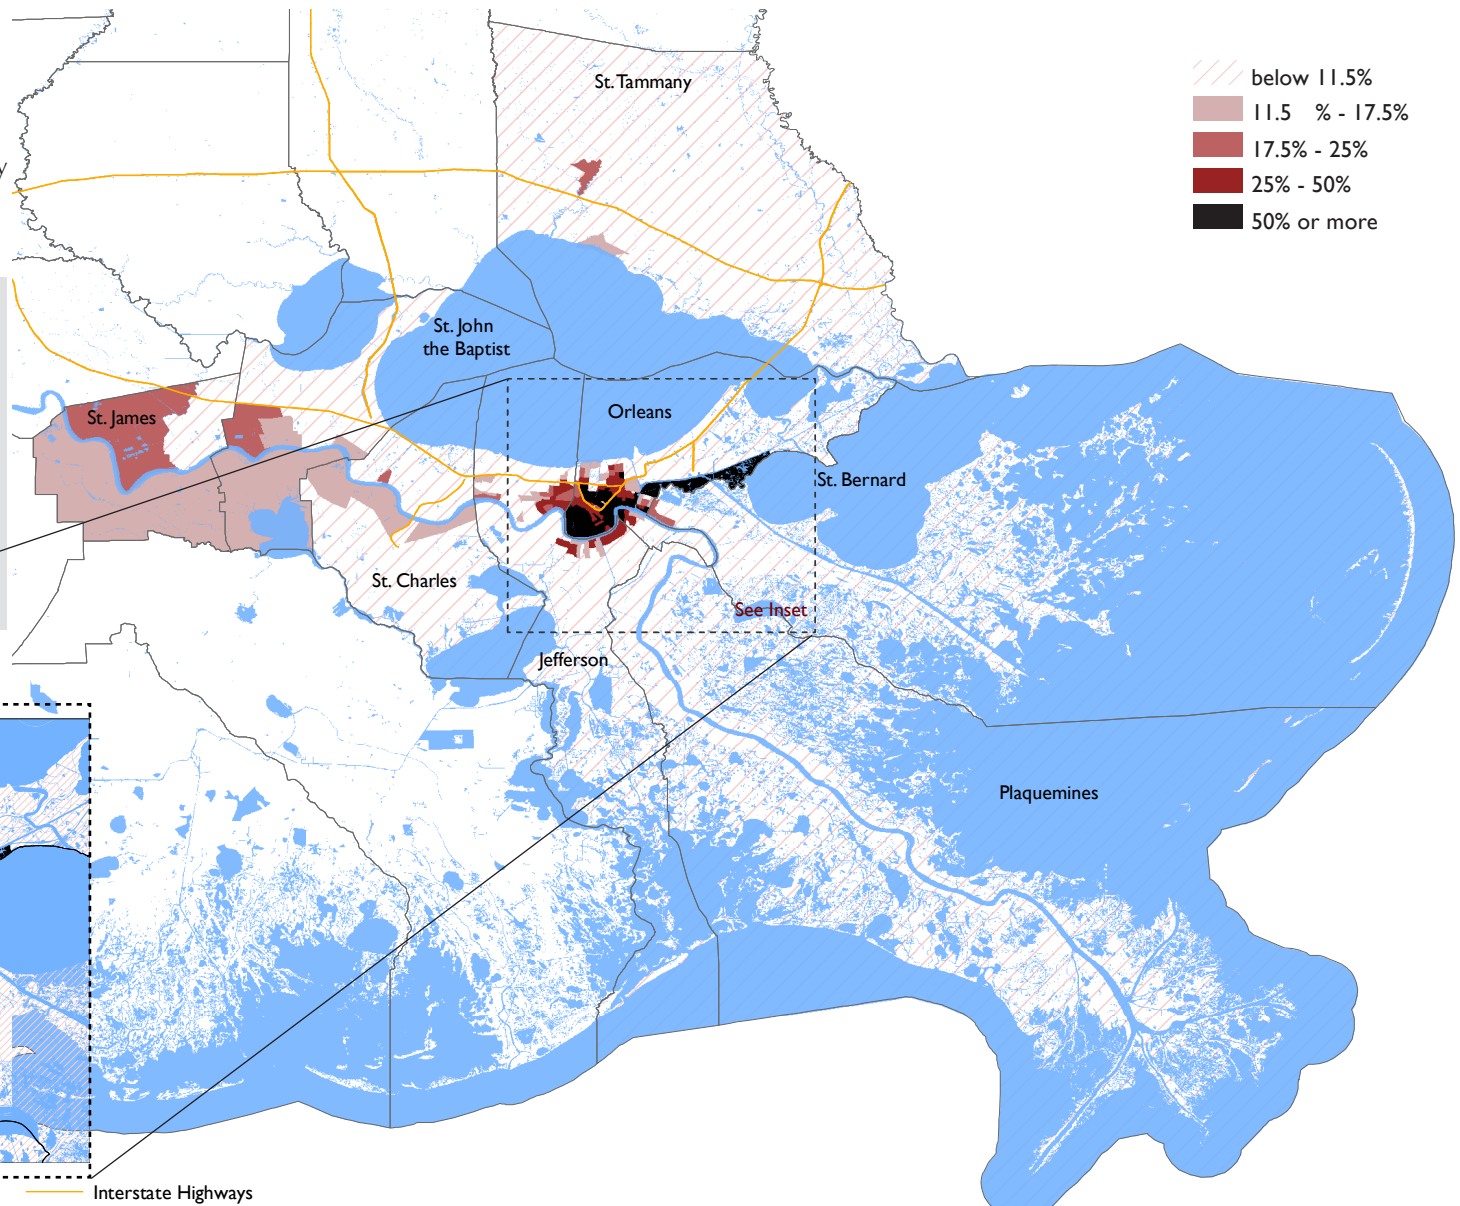 St. Tammany
below 11.5%
11.5 % - 17.5%
17.5% - 25%
25% - 50%
50% or more
St. John
the Baptist
St. James
Orleans
St. Bernard
St. Charles
See Inset
Jefferson
Plaquemines
Interstate Highways